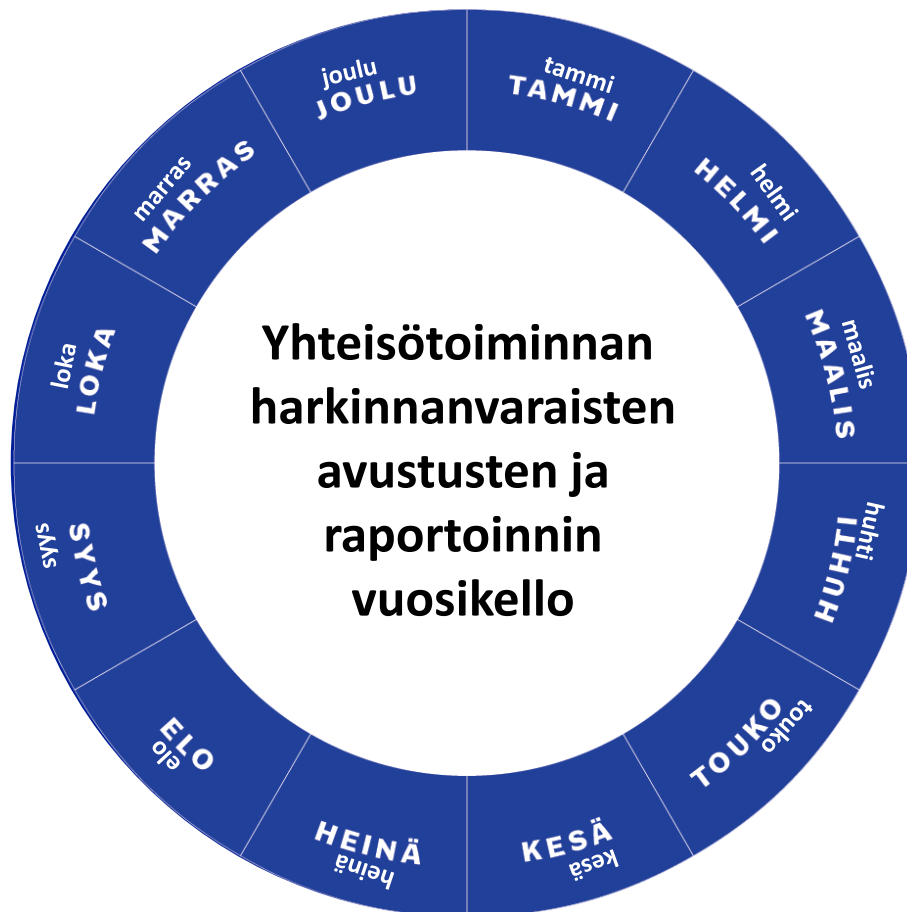 tammi
TAMMI
helmi
HELMI
maalis
MAALIS
huhti
HUHTI
touko
TOUKO
kesä
KESÄ
heinä
HEINÄ
elo
ELO
syys
SYYS
loka
LOKA
marras
MARRAS
joulu
JOULU
Yhteisötoiminnan
harkinnanvaraisten
avustusten ja
raportoinnin
vuosikello